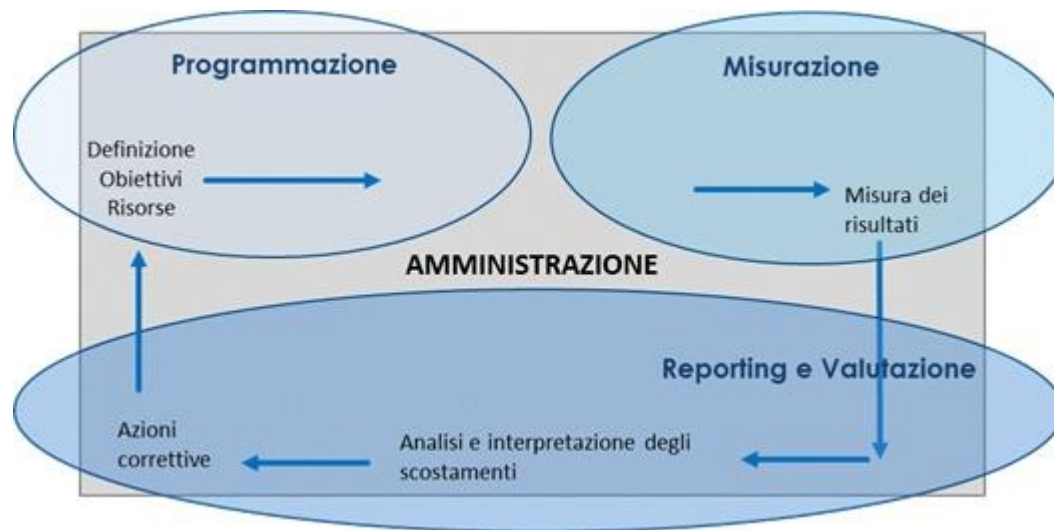 Programmazione
Misurazione
Definizione
Obiettivi
Risorse
Misura dei
risultati
AMMINISTRAZIONE
Reporting e Valutazione
Azioni
correttive
Analisi e interpretazione degli
scostamenti